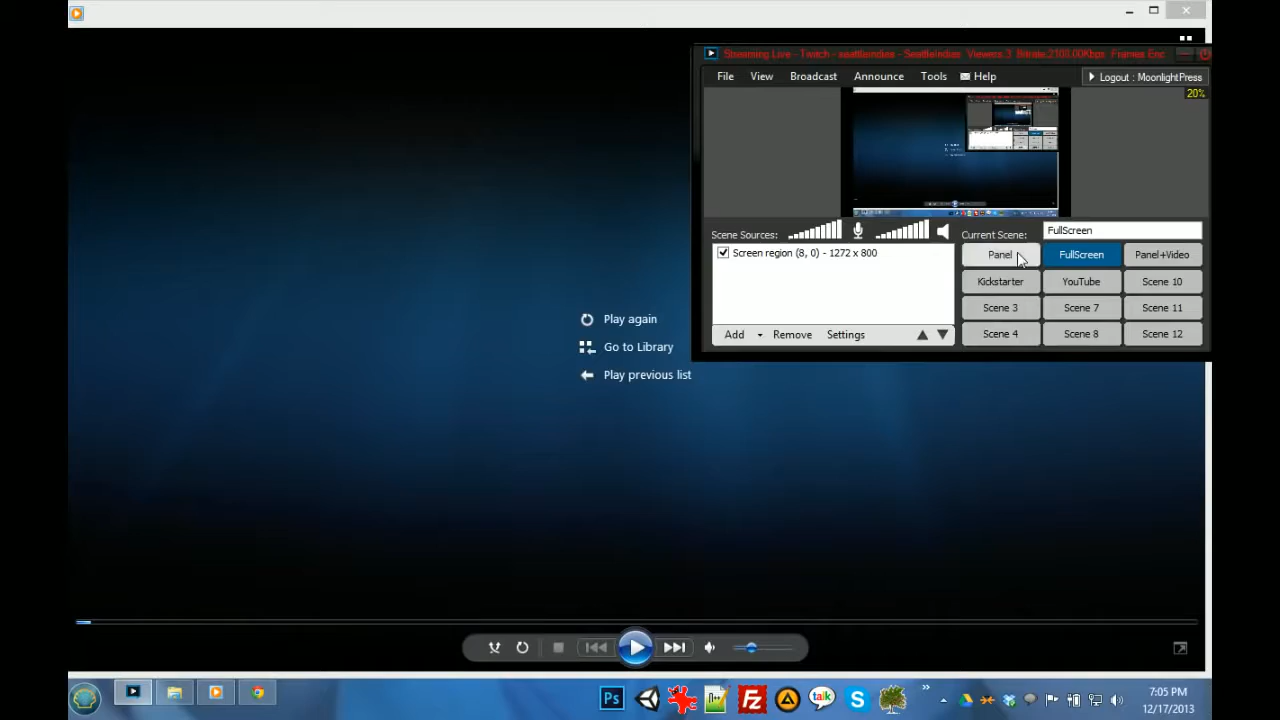 Streaming Live - Twitch - seattleindies - SeattleIndies Viewers:3 Bitrate:2108.00Kbps Frames Enc
File View Broadcast Announce Tools Help
Logout : MoonlightPress
20%
Scene Sources:
Current Scene:
FullScreen
Screen region (8, 0) - 1272 x 800
Panel FullScreen Panel+Video
Kickstarter YouTube Scene 10
Scene 3 Scene 7 Scene 11
Scene 4 Scene 8 Scene 12
Add Remove Settings
Play again
Go to Library
Play previous list
Ps
FZ
talk
S
7:05 PM
12/17/2013